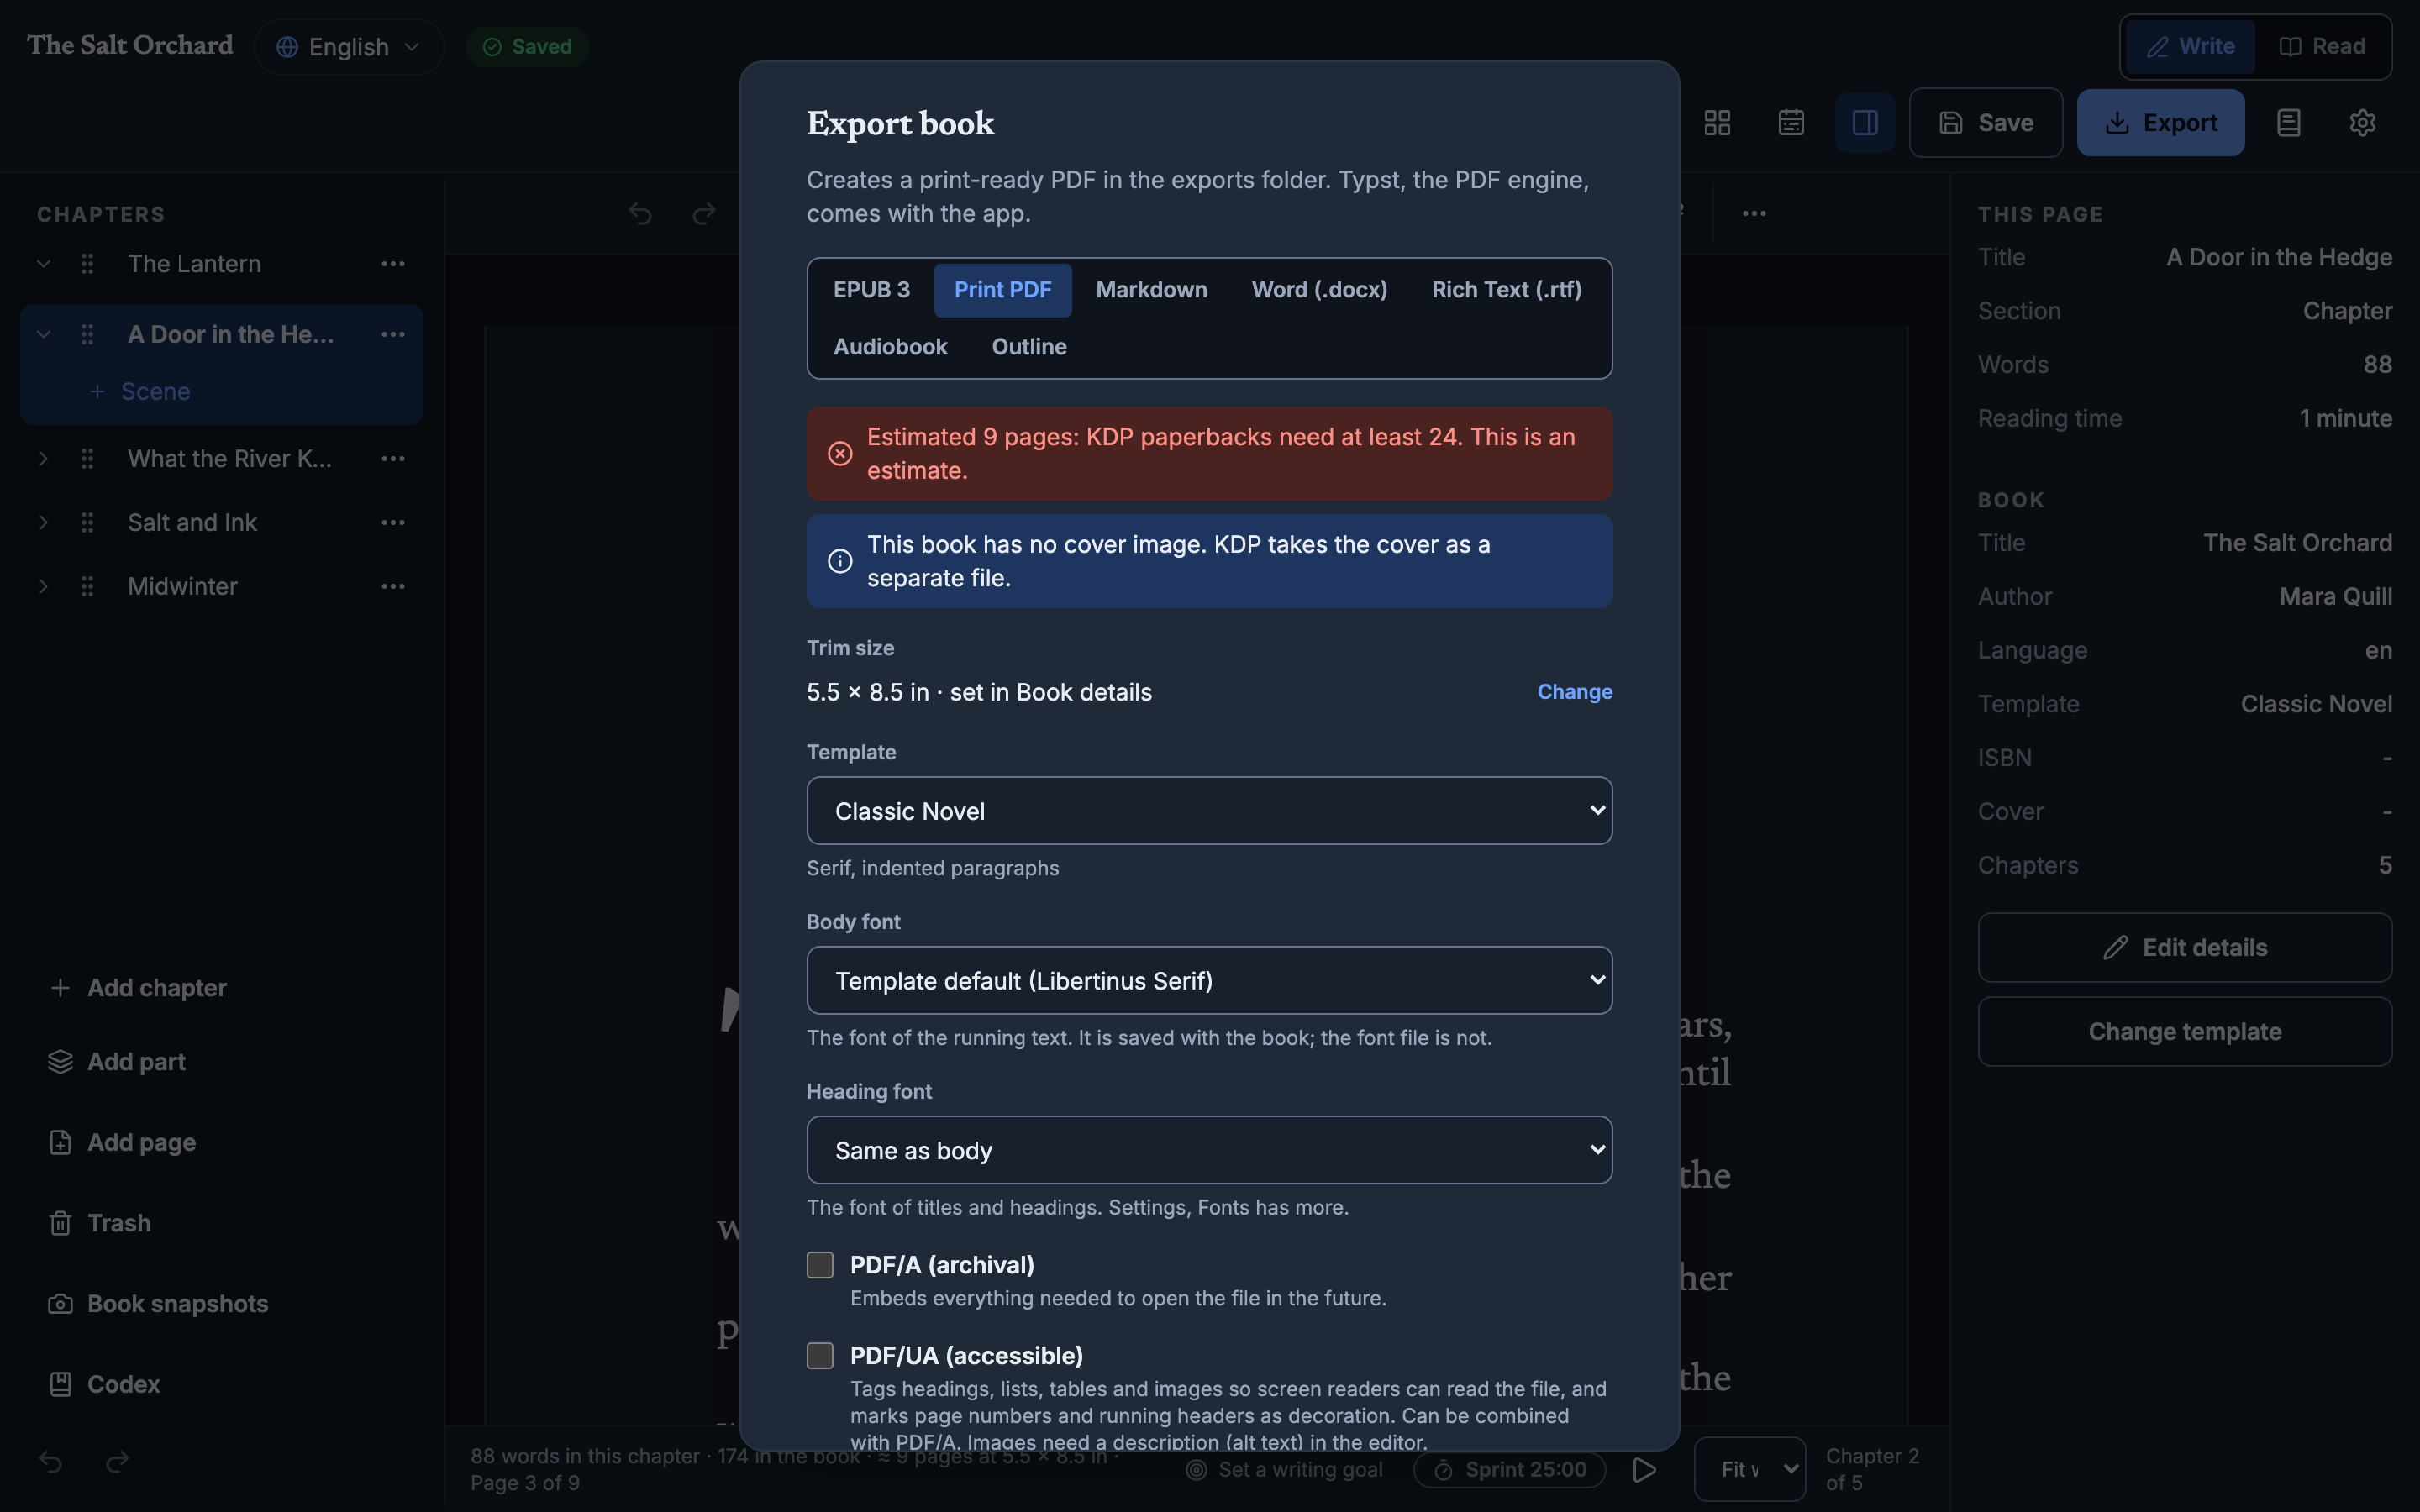 The Salt Orchard
English
Saved
Write
Read
Save
Export
CHAPTERS
The Lantern
A Door in the He...
+ Scene
What the River K...
Salt and Ink
Midwinter
+ Add chapter
Add part
Add page
Trash
Book snapshots
Codex
Export book
Creates a print-ready PDF in the exports folder. Typst, the PDF engine,
comes with the app.
EPUB 3
Print PDF
Markdown
Word (.docx)
Rich Text (.rtf)
Audiobook
Outline
Estimated 9 pages: KDP paperbacks need at least 24. This is an
estimate.
This book has no cover image. KDP takes the cover as a
separate file.
Trim size
5.5 × 8.5 in · set in Book details
Change
Template
Classic Novel
Serif, indented paragraphs
Body font
Template default (Libertinus Serif)
The font of the running text. It is saved with the book; the font file is not.
Heading font
Same as body
The font of titles and headings. Settings, Fonts has more.
PDF/A (archival)
Embeds everything needed to open the file in the future.
PDF/UA (accessible)
Tags headings, lists, tables and images so screen readers can read the file, and
marks page numbers and running headers as decoration. Can be combined
with PDF/A. Images need a description (alt text) in the editor.
the
her
the
THIS PAGE
Title A Door in the Hedge
Section Chapter
Words 88
Reading time 1 minute
BOOK
Title The Salt Orchard
Author Mara Quill
Language en
Template Classic Novel
ISBN -
Cover -
Chapters 5
Edit details
Change template
88 words in this chapter · 174 in the book · ≈ 9 pages at 5.5 × 8.5 in ·
Page 3 of 9
Set a writing goal
Sprint 25:00
Fit
Chapter 2
of 5